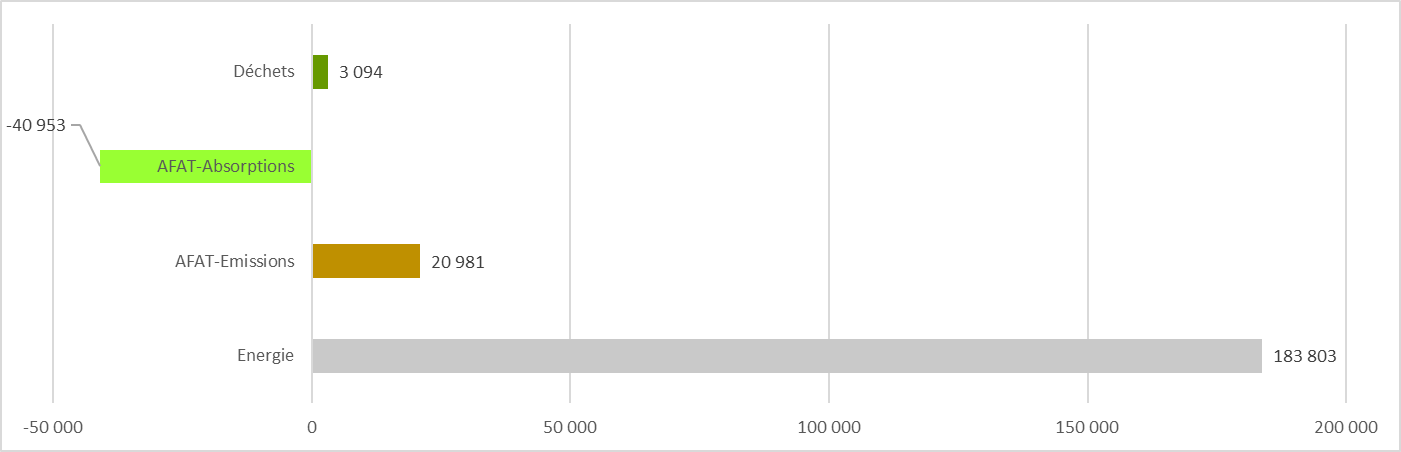 Déchets 3 094
-40 953
AFAT-Absorptions
AFAT-Emissions 20 981
Energie 183 803
-50 000 0 50 000 100 000 150 000 200 000